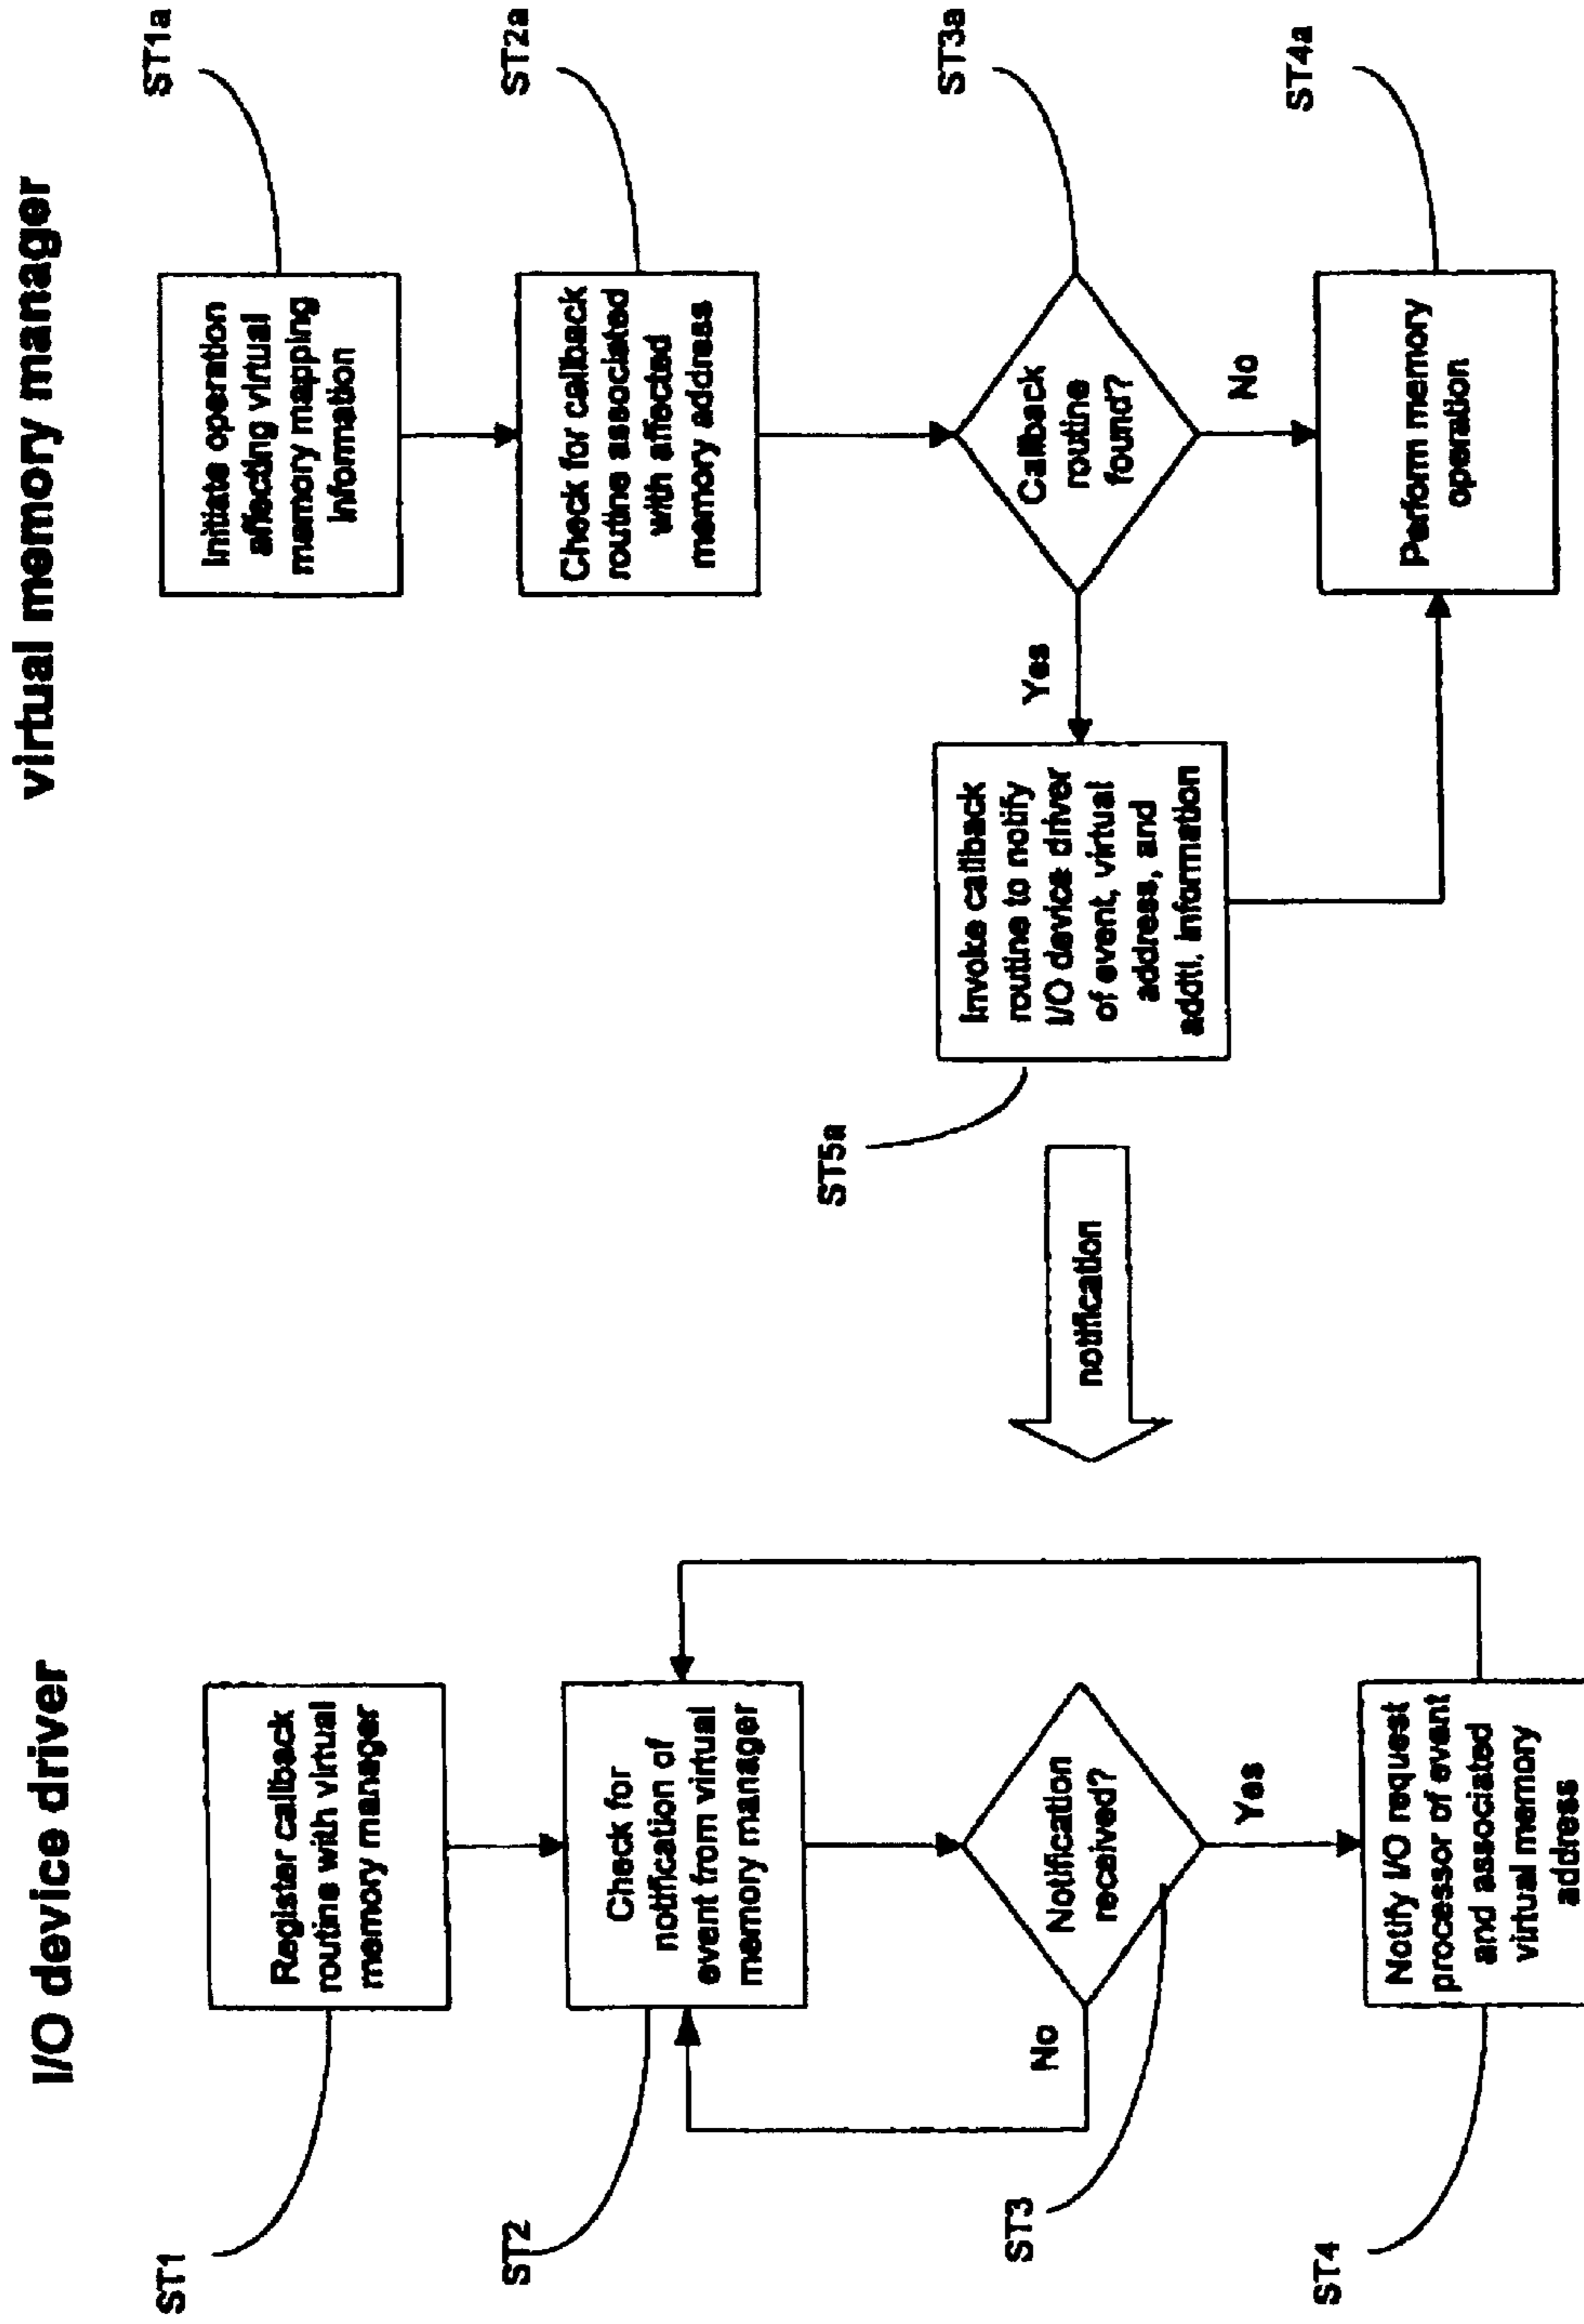 I/O device driver
ST1
Register callback
routine with virtual
memory manager
ST2
Check for
notification of
event from virtual
memory manager
ST3
Notification
received?
No
Yes
ST4
Notify I/O request
processor of event
and associated
virtual memory
address
notification
virtual memory manager
ST1a
Initiate operation
affecting virtual
memory mapping
information
ST2a
Check for callback
routine associated
with affected
memory address
ST3a
Callback
routine
found?
Yes
No
ST5a
Invoke callback
routine to notify
I/O device driver
of event, virtual
address, and
addtl. information
ST4a
Perform memory
operation